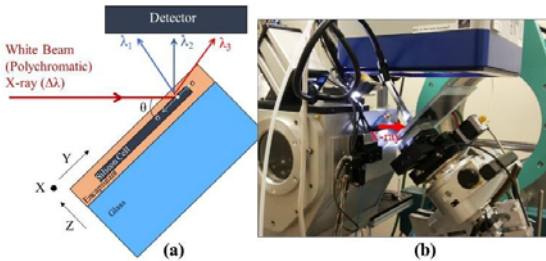 Detector
White Beam
(Polychromatic)
X-ray (Δλ)
λ₁
λ₂
λ₃
θ
Y
X
Z
Silicon Cell
Encapsulant
Glass
(a)
X-ray
(b)